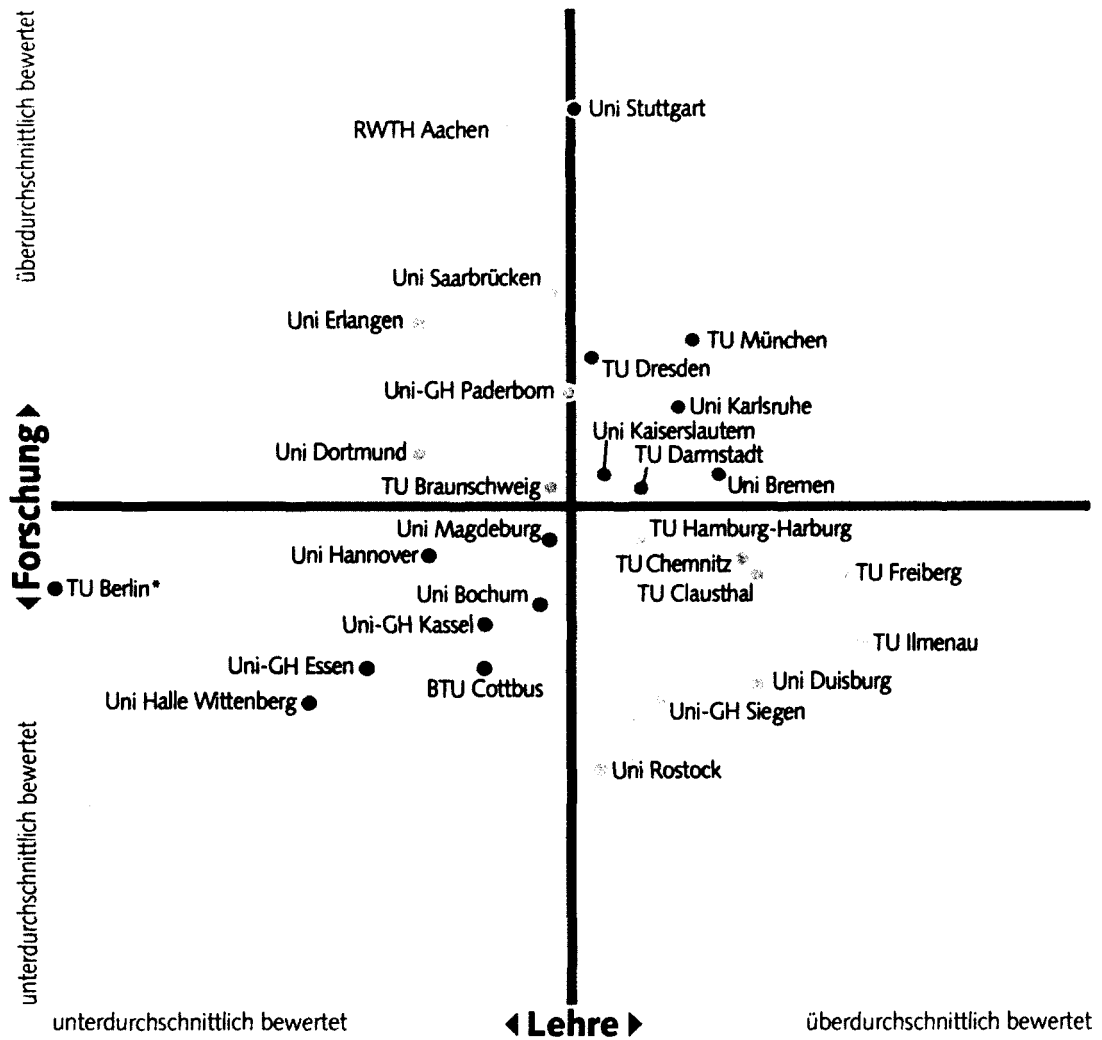 überdurchschnittlich bewertet
Uni Stuttgart
RWTH Aachen
Uni Saarbrücken
Uni Erlangen
TU München
TU Dresden
Uni-GH Paderborn
Uni Karlsruhe
Uni Kaiserslautern
Uni Dortmund
TU Darmstadt
TU Braunschweig
Uni Bremen
◄Forschung►
Uni Magdeburg
TU Hamburg-Harburg
Uni Hannover
TU Chemnitz
TU Freiberg
TU Berlin*
Uni Bochum
TU Clausthal
Uni-GH Kassel
TU Ilmenau
Uni-GH Essen
BTU Cottbus
Uni Duisburg
Uni Halle Wittenberg
Uni-GH Siegen
Uni Rostock
unterdurchschnittlich bewertet
unterdurchschnittlich bewertet
◄Lehre►
überdurchschnittlich bewertet